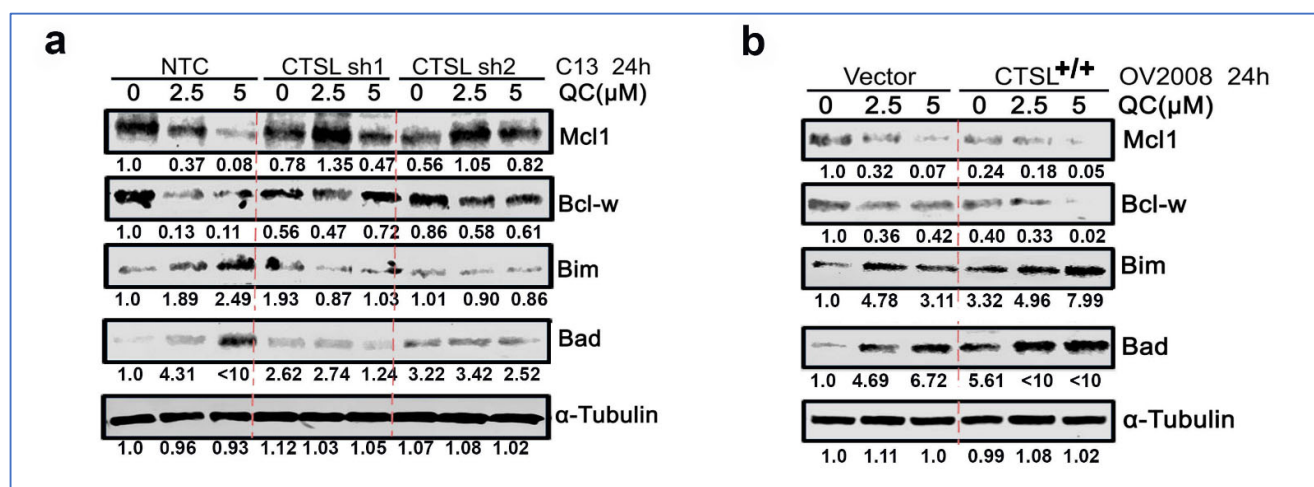 a
NTC CTSL sh1 CTSL sh2 C13 24h
0 2.5 5 0 2.5 5 0 2.5 5 QC(μM)
Mcl1
1.0 0.37 0.08 0.78 1.35 0.47 0.56 1.05 0.82
Bcl-w
1.0 0.13 0.11 0.56 0.47 0.72 0.86 0.58 0.61
Bim
1.0 1.89 2.49 1.93 0.87 1.03 1.01 0.90 0.86
Bad
1.0 4.31 <10 2.62 2.74 1.24 3.22 3.42 2.52
α-Tubulin
1.0 0.96 0.93 1.12 1.03 1.05 1.07 1.08 1.02
b
Vector CTSL+/+ OV2008 24h
0 2.5 5 0 2.5 5 QC(μM)
Mcl1
1.0 0.32 0.07 0.24 0.18 0.05
Bcl-w
1.0 0.36 0.42 0.40 0.33 0.02
Bim
1.0 4.78 3.11 3.32 4.96 7.99
Bad
1.0 4.69 6.72 5.61 <10 <10
α-Tubulin
1.0 1.11 1.0 0.99 1.08 1.02